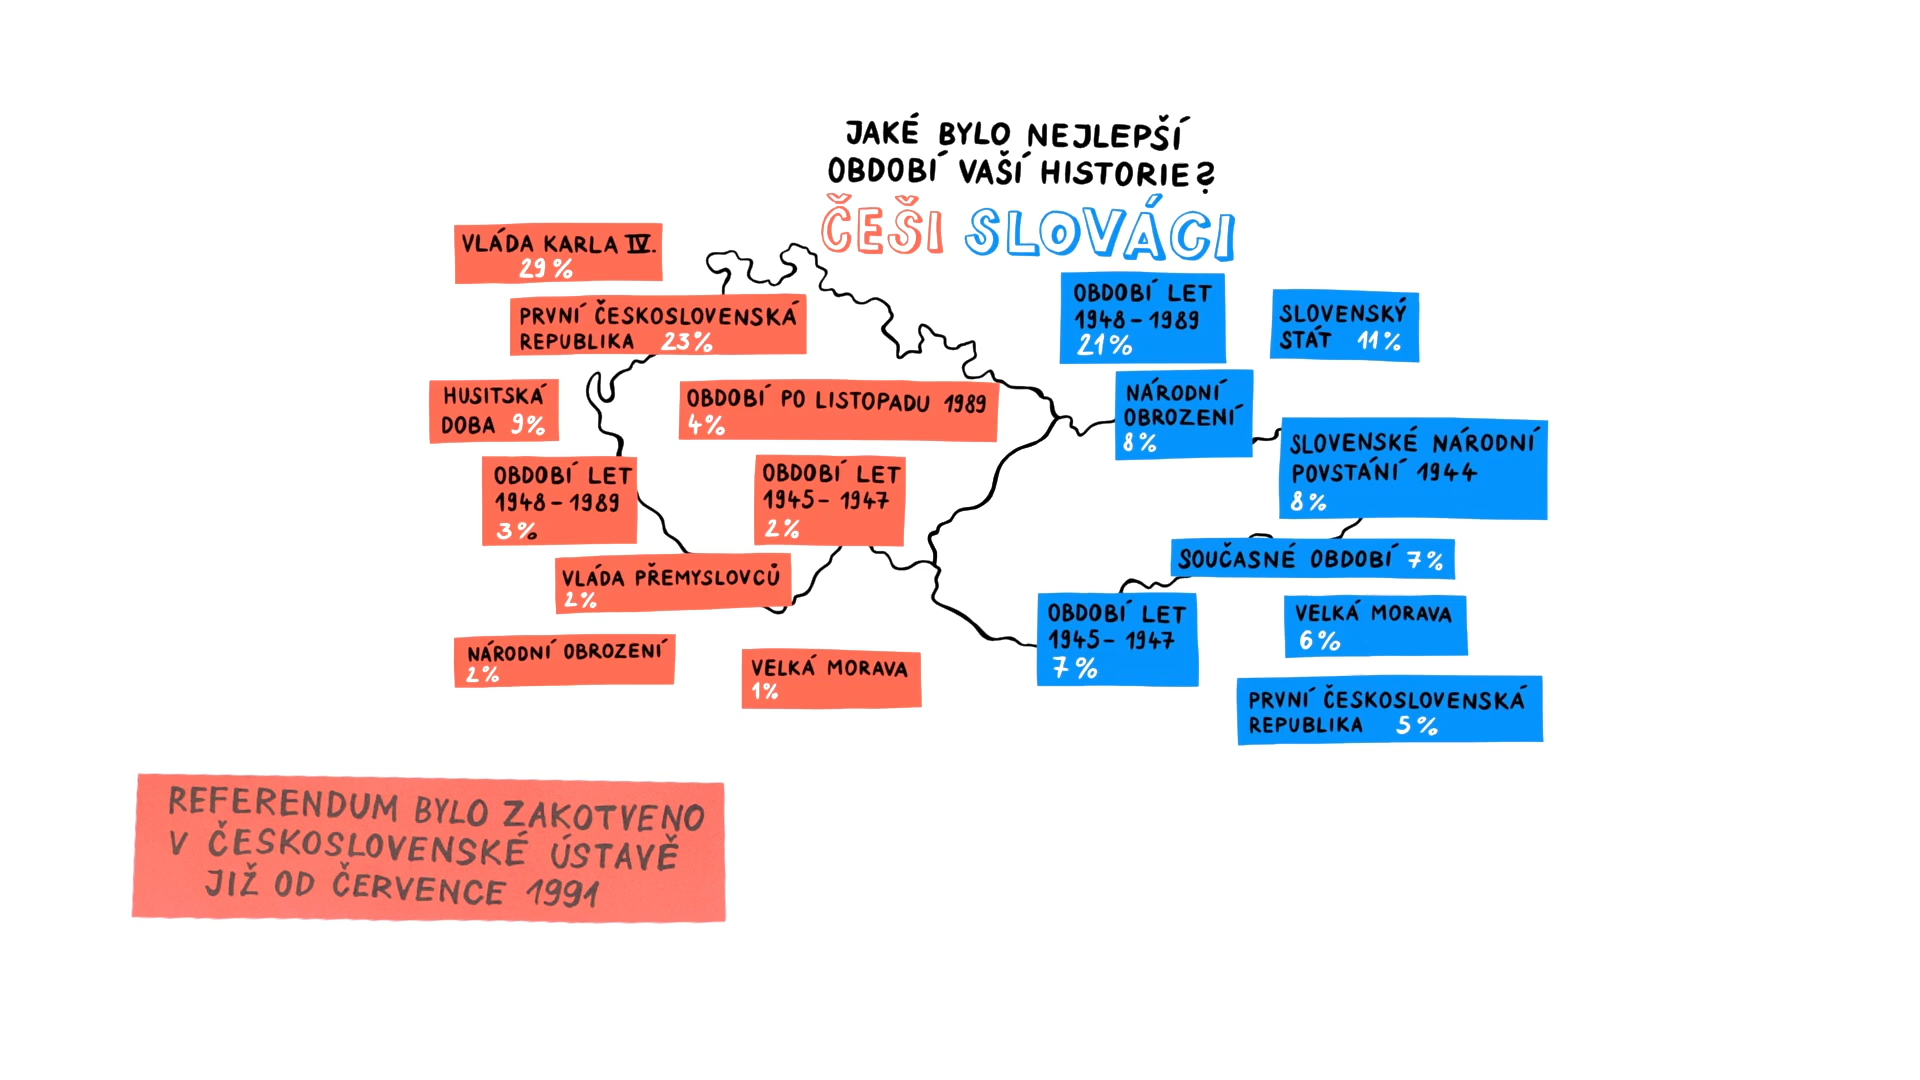 JAKÉ BYLO NEJLEPŠÍ
OBDOBÍ VAŠÍ HISTORIE?
ČEŠI SLOVÁCI
VLÁDA KARLA IV.
29%
PRVNÍ ČESKOSLOVENSKÁ
REPUBLIKA 23%
HUSITSKÁ
DOBA 9%
OBDOBÍ PO LISTOPADU 1989
4%
OBDOBÍ LET
1948-1989
3%
OBDOBÍ LET
1945-1947
2%
VLÁDA PŘEMYSLOVCŮ
2%
NÁRODNÍ OBROZENÍ
2%
VELKÁ MORAVA
1%
OBDOBÍ LET
1948-1989
21%
SLOVENSKÝ
STÁT 11%
NÁRODNÍ
OBROZENÍ
8%
SLOVENSKÉ NÁRODNÍ
POVSTÁNÍ 1944
8%
SOUČASNÉ OBDOBÍ 7%
OBDOBÍ LET
1945-1947
7%
VELKÁ MORAVA
6%
PRVNÍ ČESKOSLOVENSKÁ
REPUBLIKA 5%
REFERENDUM BYLO ZAKOTVENO
V ČESKOSLOVENSKÉ ÚSTAVĚ
JIŽ OD ČERVENCE 1991